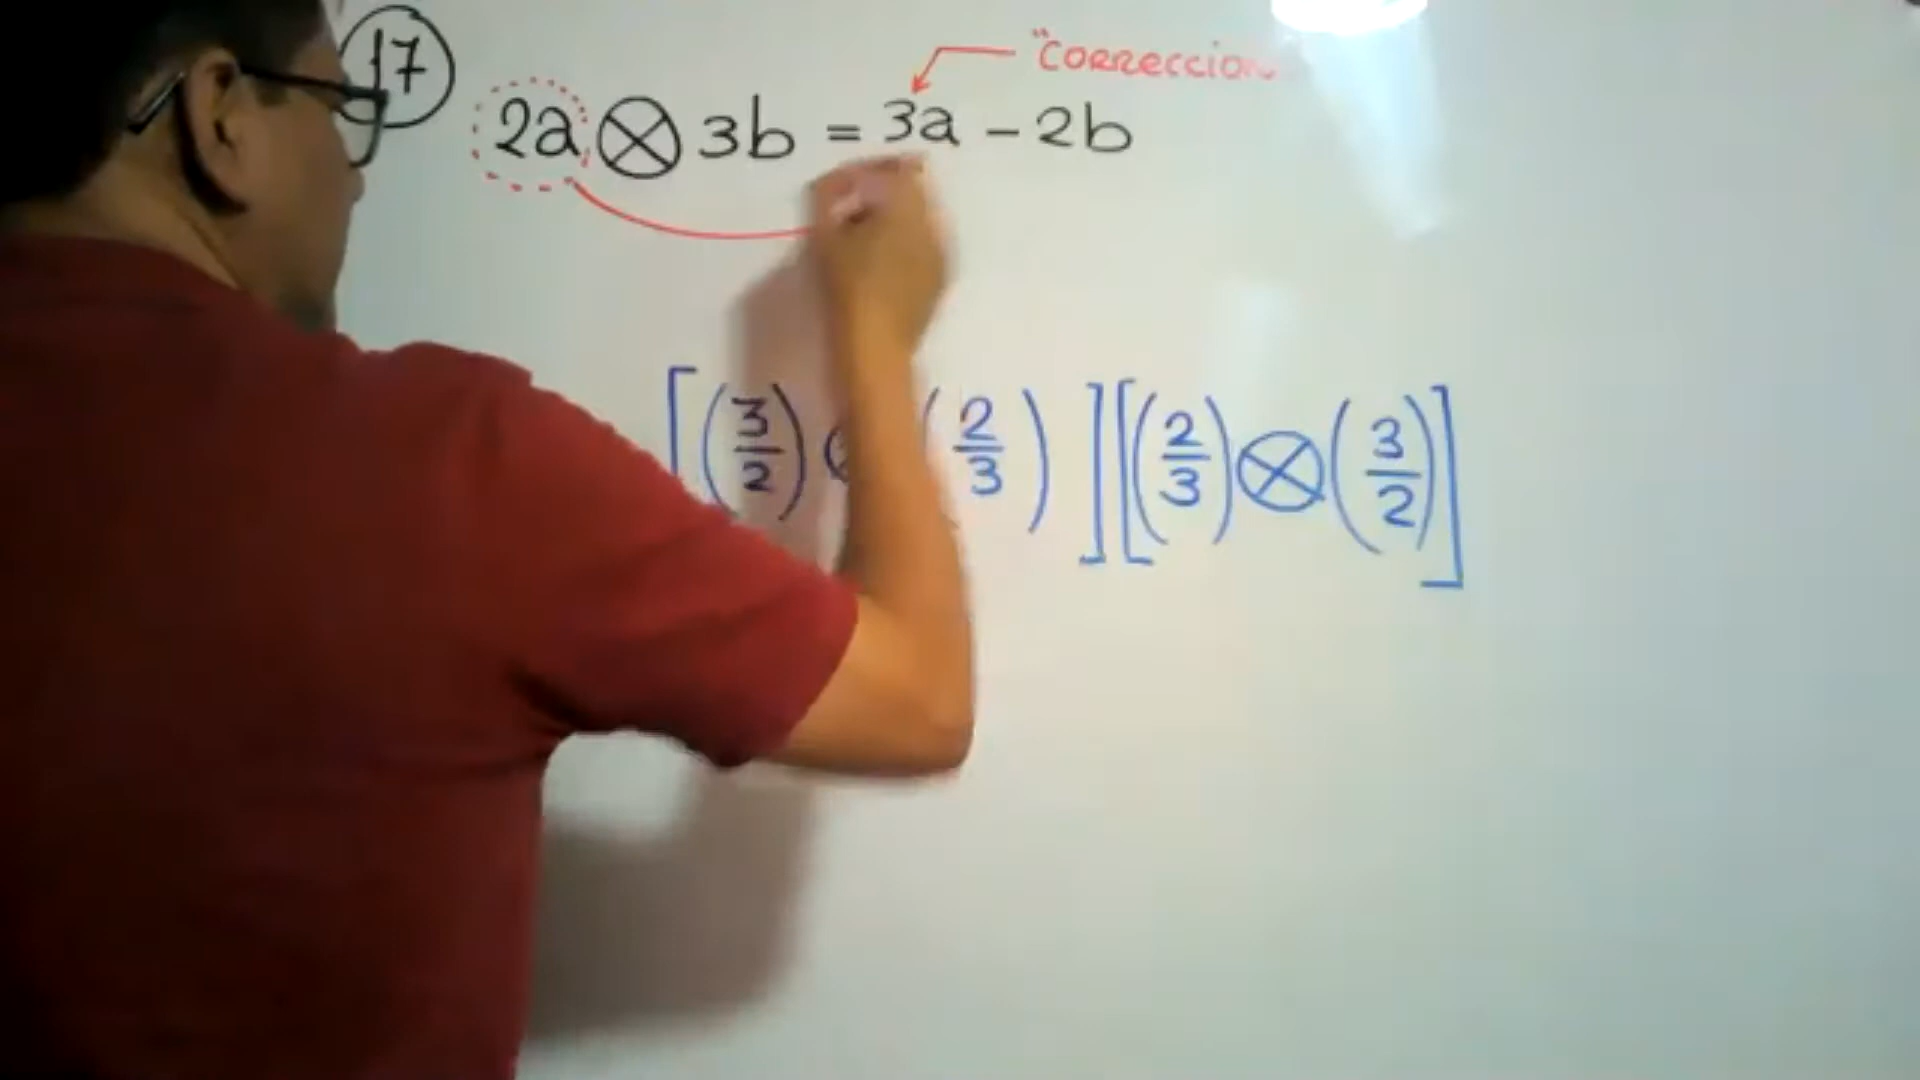 17
"Correccion
2a ⊗ 3b = 3a - 2b
[(3/2) ⊗ (2/3)][(2/3)⊗(3/2)]